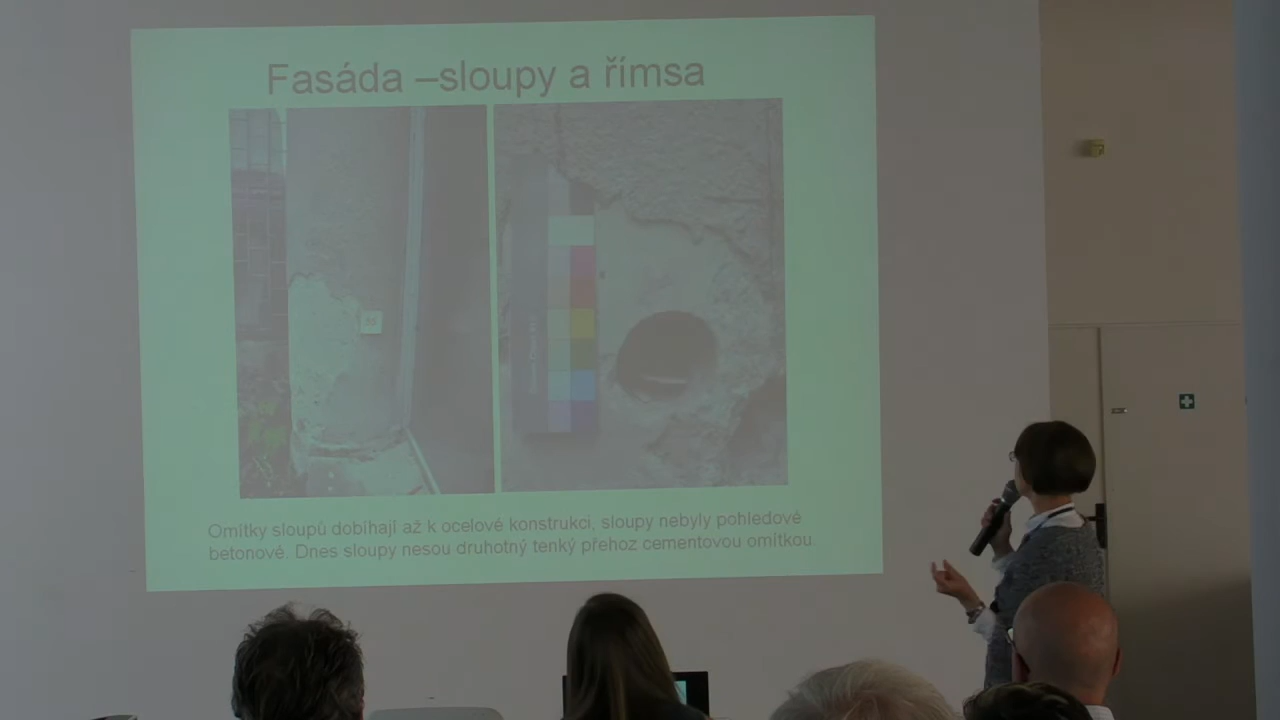 Fasáda –sloupy a římsa
Omítky sloupů dobíhají až k ocelové konstrukci, sloupy nebyly pohledové
betonové. Dnes sloupy nesou druhotný tenký přehoz cementovou omítkou.